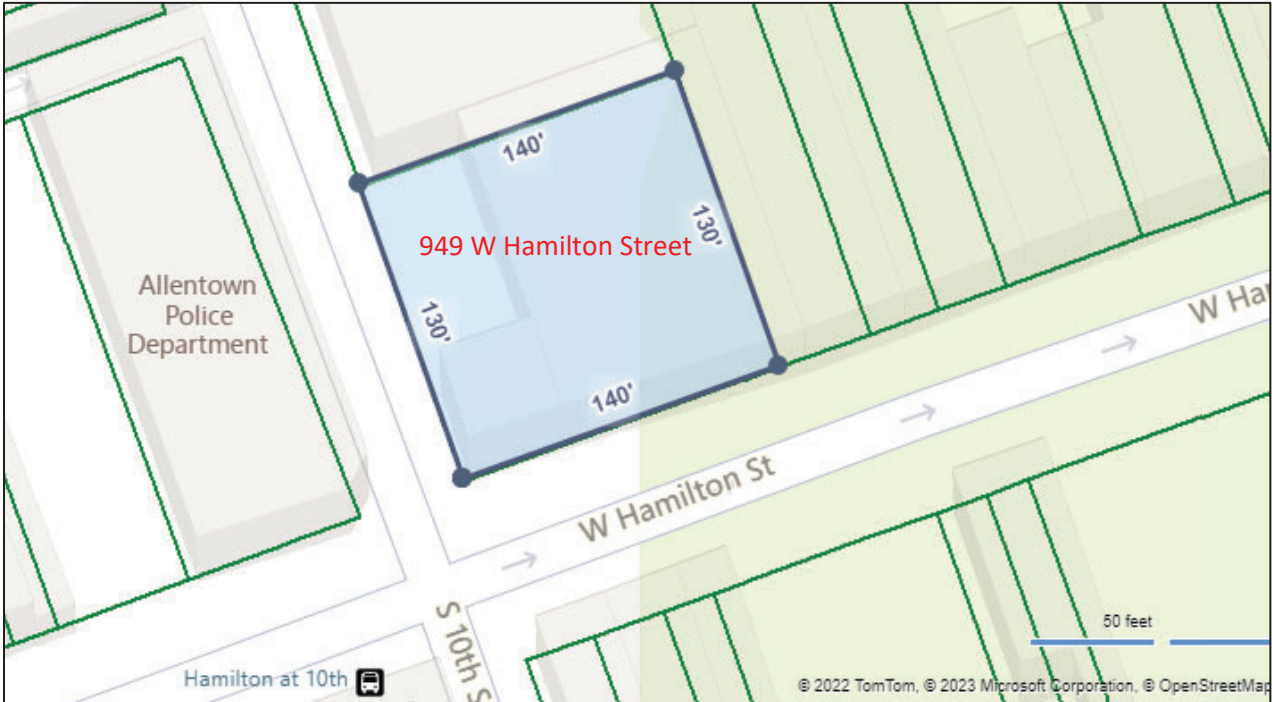 140'
130'
949 W Hamilton Street
130'
140'
Allentown
Police
Department
W Ha
W Hamilton St
S 10th S
Hamilton at 10th
50 feet
© 2022 TomTom, © 2023 Microsoft Corporation, © OpenStreetMap